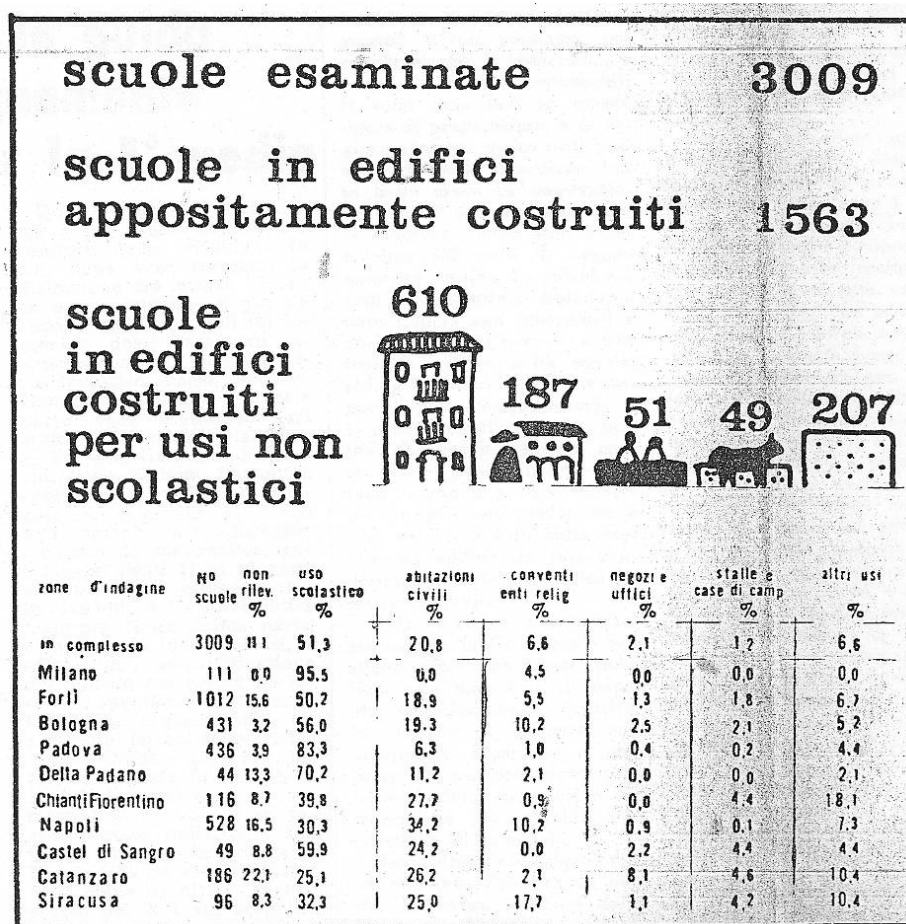 scuole esaminate 3009
scuole in edifici
appositamente costruiti 1563
scuole
in edifici
costruiti
per usi non
scolastici
610
187
51
49
207
zone d'indagine No scuole non rilev. % uso scolastico % abitazioni civili % conventi enti relig % negozi e uffici % stalle e case di camp % altri usi %
in complesso 3009 11 1 51,3 20,8 6,6 2,1 1 2 6,6
Milano 111 0,0 95,5 0,0 4,5 0,0 0,0 0,0
Forlì 1012 15,6 50,2 18,9 5,5 1,3 1,8 6,7
Bologna 431 3,2 56,0 19,3 10,2 2,5 2,1 5,2
Padova 436 3,9 83,3 6,3 1,0 0,4 0,2 4,4
Delta Padano 44 13,3 70,2 11,2 2,1 0,0 0,0 2,1
Chianti Fiorentino 116 8,7 39,8 27,7 0,9 0,0 4,4 18,1
Napoli 528 16,5 30,3 34,2 10,2 0,9 0,1 7,3
Castel di Sangro 49 8,8 59,9 24,2 0,0 2,2 4,4 4,4
Catanzaro 186 22,1 25,1 26,2 2,1 8,1 4,6 10,4
Siracusa 96 8,3 32,3 25,0 17,7 1,1 4,2 10,4